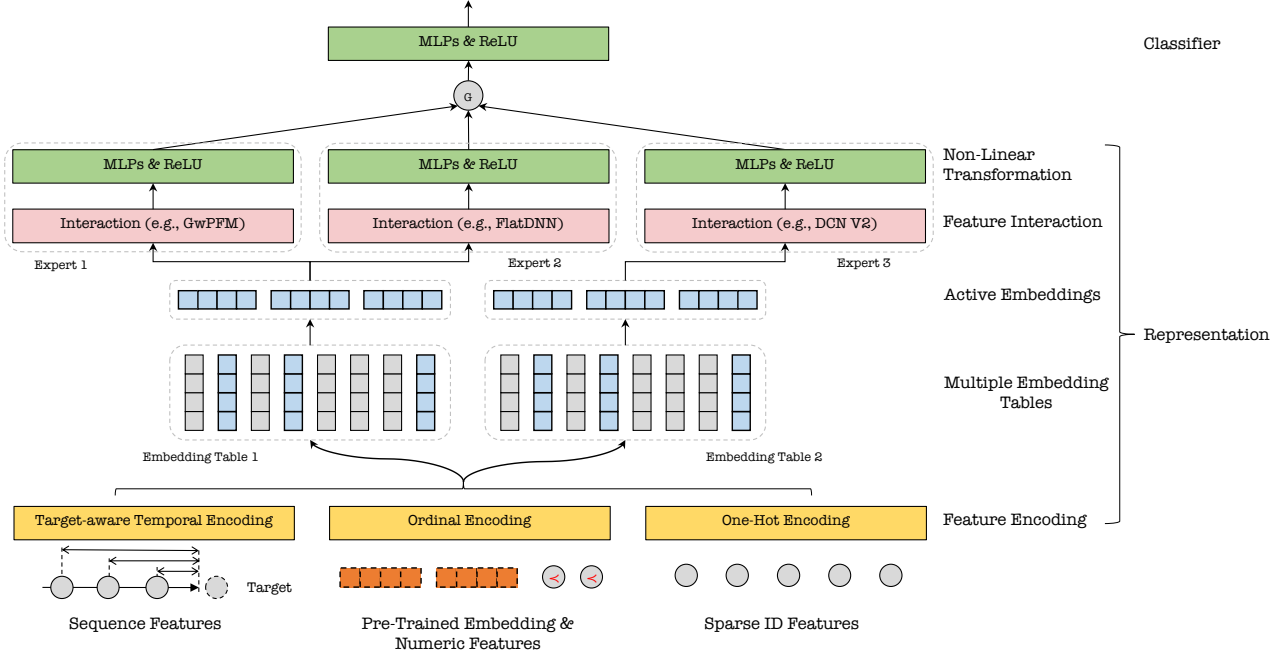 MLPs & ReLU
Classifier
G
MLPs & ReLU
MLPs & ReLU
MLPs & ReLU
Non-Linear
Transformation
Interaction (e.g., GwPFM)
Interaction (e.g., FlatDNN)
Interaction (e.g., DCN V2)
Feature Interaction
Expert 1
Expert 2
Expert 3
Active Embeddings
Representation
Multiple Embedding
Tables
Embedding Table 1
Embedding Table 2
Target-aware Temporal Encoding
Ordinal Encoding
One-Hot Encoding
Feature Encoding
≺
≺
Target
Sequence Features
Pre-Trained Embedding &
Numeric Features
Sparse ID Features